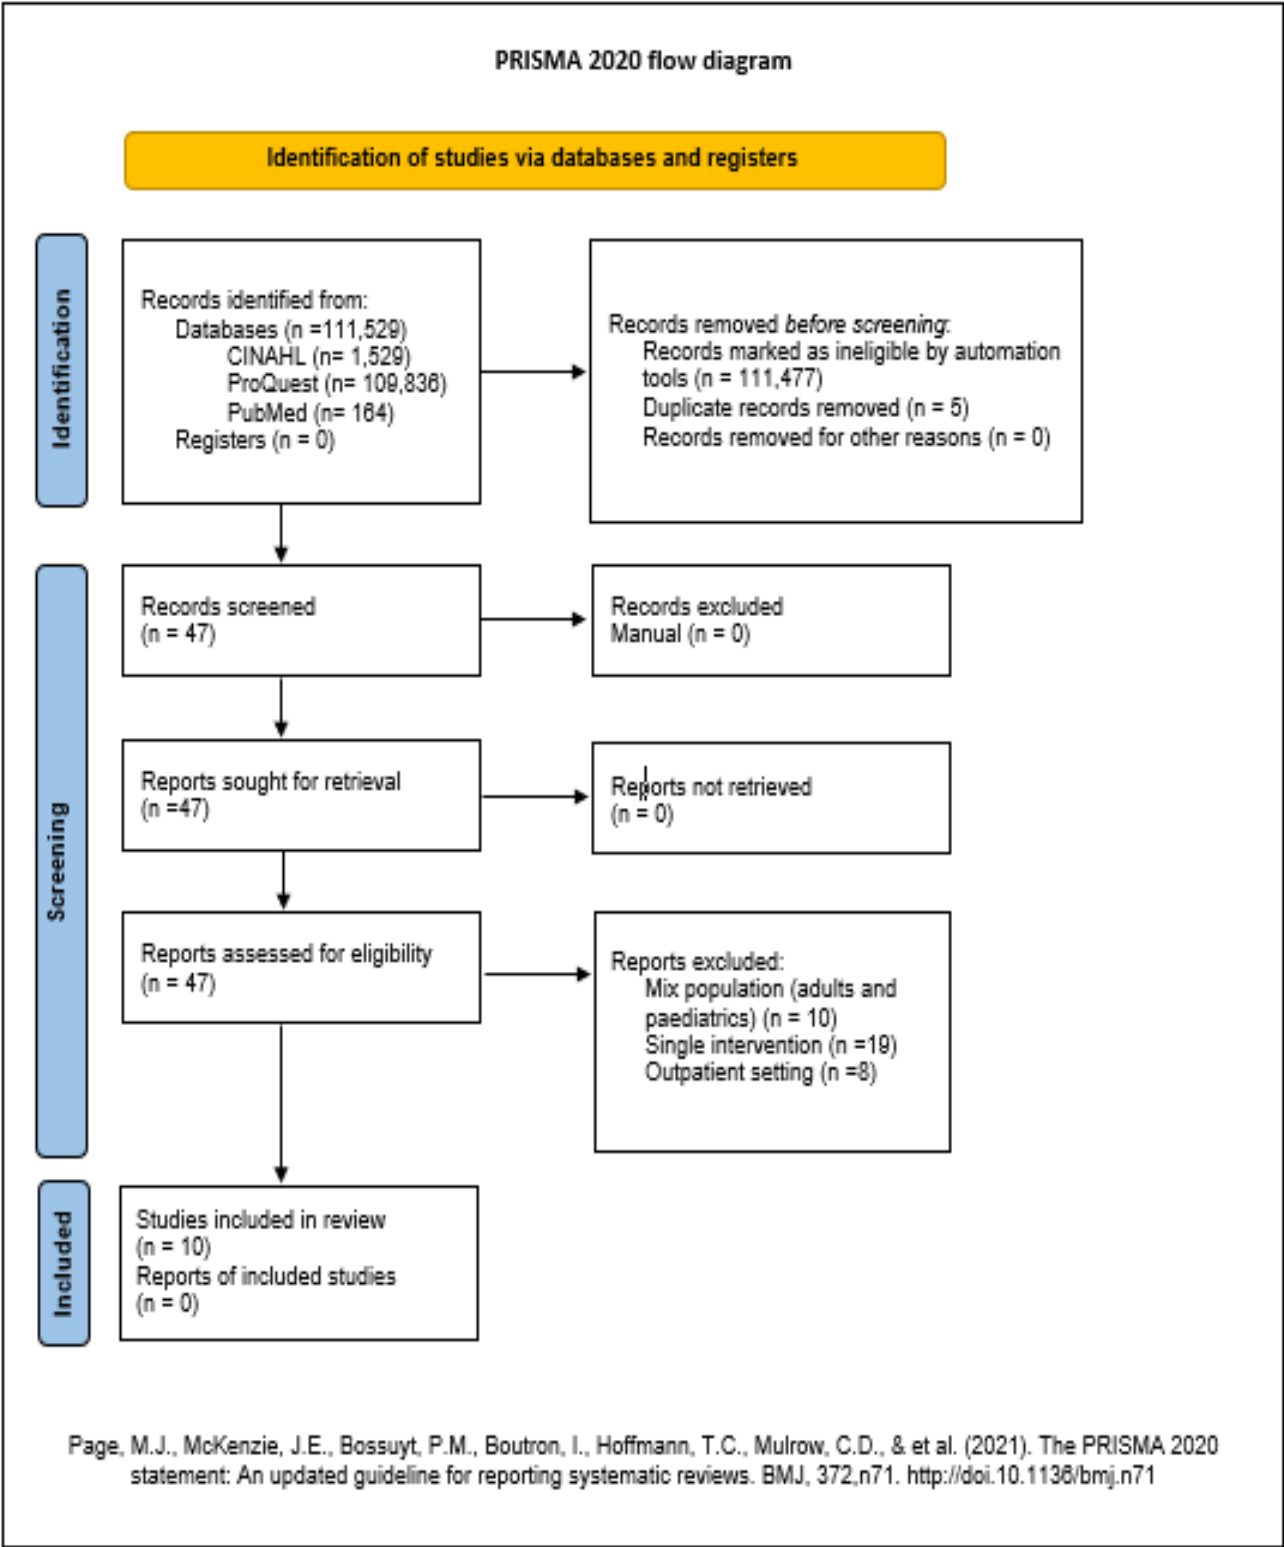 PRISMA 2020 flow diagram
Identification of studies via databases and registers
Identification
Records identified from:
Databases (n =111,529)
CINAHL (n= 1,529)
ProQuest (n= 109,836)
PubMed (n= 164)
Registers (n = 0)
Records removed before screening:
Records marked as ineligible by automation
tools (n = 111,477)
Duplicate records removed (n = 5)
Records removed for other reasons (n = 0)
Screening
Records screened
(n = 47)
Records excluded
Manual (n = 0)
Reports sought for retrieval
(n =47)
Reports not retrieved
(n = 0)
Reports assessed for eligibility
(n = 47)
Reports excluded:
Mix population (adults and
paediatrics) (n = 10)
Single intervention (n =19)
Outpatient setting (n =8)
Included
Studies included in review
(n = 10)
Reports of included studies
(n = 0)
Page, M.J., McKenzie, J.E., Bossuyt, P.M., Boutron, I., Hoffmann, T.C., Mulrow, C.D., & et al. (2021). The PRISMA 2020
statement: An updated guideline for reporting systematic reviews. BMJ, 372,n71. http://doi.10.1136/bmj.n71